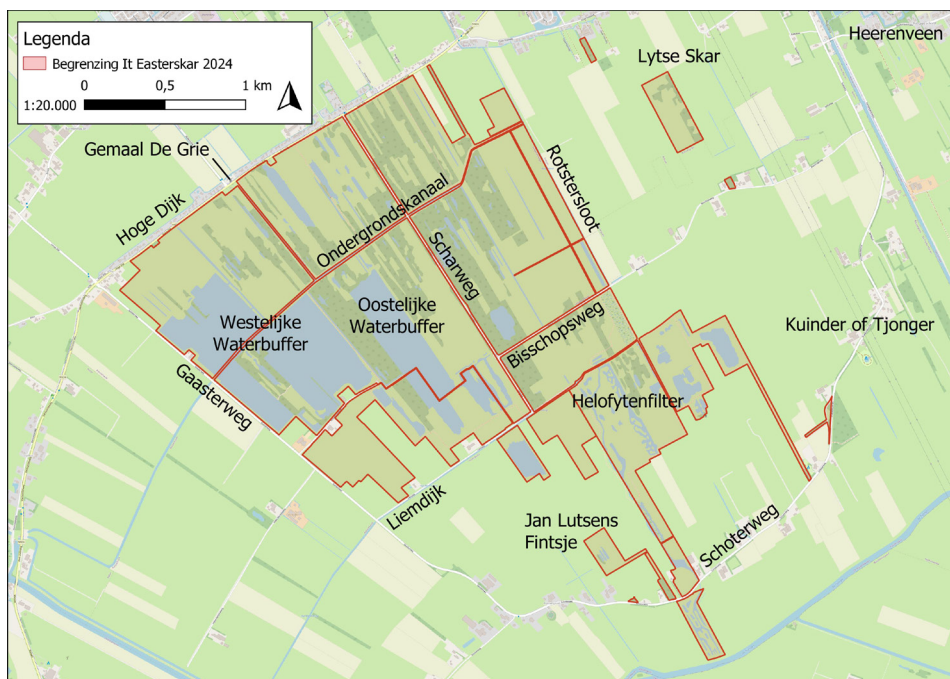 Legenda
Begrenzing It Easterskar 2024
0 0,5 1 km
1:20.000
Heerenveen
Lytse Skar
Gemaal De Grie
Hoge Dijk
Ondergrondskanaal
Rotstersloot
Scharweg
Westelijke
Waterbuffer
Oostelijke
Waterbuffer
Bisschopsweg
Kuinder of Tjonger
Gaasterweg
Helofytenfilter
Liemdijk
Jan Lutsens
Fintsje
Schoterweg